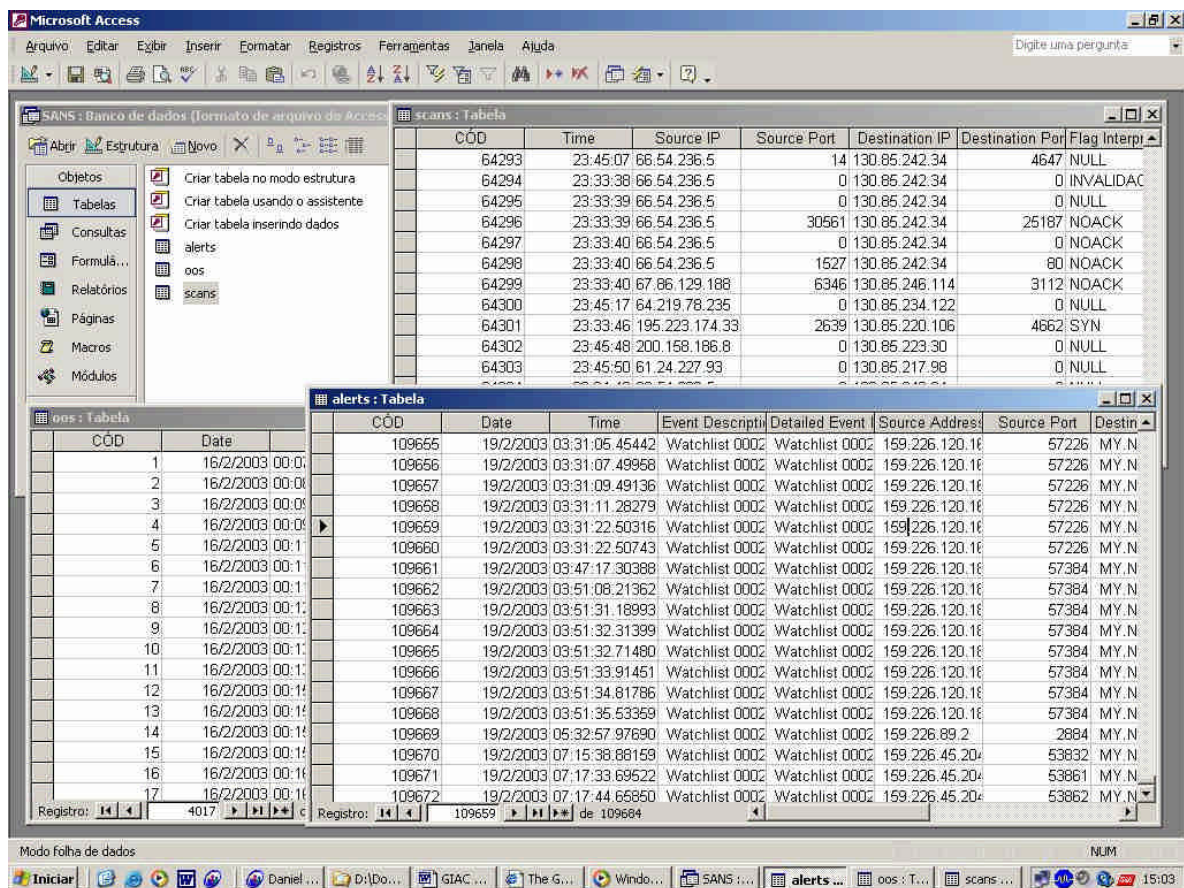 Microsoft Access
Arquivo Editar Exibir Inserir Formatar Registros Ferramentas Janela Ajuda
Digite uma pergunta
SANS : Banco de dados (formato de arquivo do Access
Abrir Estrutura Novo
Objetos
Tabelas
Consultas
Formulá...
Relatórios
Páginas
Macros
Módulos
Criar tabela no modo estrutura
Criar tabela usando o assistente
Criar tabela inserindo dados
alerts
oos
scans
scans : Tabela
CÓD Time Source IP Source Port Destination IP Destination Por Flag Interpr
64293 23:45:07 66.54.236.5 14 130.85.242.34 4647 NULL
64294 23:33:38 66.54.236.5 0 130.85.242.34 0 INVALIDAC
64295 23:33:39 66.54.236.5 0 130.85.242.34 0 NULL
64296 23:33:39 66.54.236.5 30561 130.85.242.34 25187 NOACK
64297 23:33:40 66.54.236.5 0 130.85.242.34 0 NOACK
64298 23:33:40 66.54.236.5 1527 130.85.242.34 80 NOACK
64299 23:33:40 67.86.129.188 6346 130.85.246.114 3112 NOACK
64300 23:45:17 64.219.78.235 0 130.85.234.122 0 NULL
64301 23:33:46 195.223.174.33 2639 130.85.220.106 4662 SYN
64302 23:45:48 200.158.186.8 0 130.85.223.30 0 NULL
64303 23:45:50 61.24.227.93 0 130.85.217.98 0 NULL
oos : Tabela
CÓD Date
1 16/2/2003 00:07
2 16/2/2003 00:08
3 16/2/2003 00:09
4 16/2/2003 00:09
5 16/2/2003 00:1
6 16/2/2003 00:1
7 16/2/2003 00:1
8 16/2/2003 00:1
9 16/2/2003 00:1
10 16/2/2003 00:1
11 16/2/2003 00:1
12 16/2/2003 00:1
13 16/2/2003 00:1
14 16/2/2003 00:1
15 16/2/2003 00:1
16 16/2/2003 00:1
17 16/2/2003 00:1
Registro: 4017
alerts : Tabela
CÓD Date Time Event Descripti Detailed Event Source Address Source Port Destin
109655 19/2/2003 03:31:05.45442 Watchlist 0002 Watchlist 0002 159.226.120.16 57226 MY.N
109656 19/2/2003 03:31:07.49958 Watchlist 0002 Watchlist 0002 159.226.120.16 57226 MY.N
109657 19/2/2003 03:31:09.49136 Watchlist 0002 Watchlist 0002 159.226.120.16 57226 MY.N
109658 19/2/2003 03:31:11.28279 Watchlist 0002 Watchlist 0002 159.226.120.16 57226 MY.N
109659 19/2/2003 03:31:22.50316 Watchlist 0002 Watchlist 0002 159.226.120.16 57226 MY.N
109660 19/2/2003 03:31:22.50743 Watchlist 0002 Watchlist 0002 159.226.120.16 57226 MY.N
109661 19/2/2003 03:47:17.30388 Watchlist 0002 Watchlist 0002 159.226.120.18 57384 MY.N
109662 19/2/2003 03:51:08.21362 Watchlist 0002 Watchlist 0002 159.226.120.18 57384 MY.N
109663 19/2/2003 03:51:31.18993 Watchlist 0002 Watchlist 0002 159.226.120.18 57384 MY.N
109664 19/2/2003 03:51:32.31399 Watchlist 0002 Watchlist 0002 159.226.120.18 57384 MY.N
109665 19/2/2003 03:51:32.71480 Watchlist 0002 Watchlist 0002 159.226.120.18 57384 MY.N
109666 19/2/2003 03:51:33.91451 Watchlist 0002 Watchlist 0002 159.226.120.18 57384 MY.N
109667 19/2/2003 03:51:34.81786 Watchlist 0002 Watchlist 0002 159.226.120.18 57384 MY.N
109668 19/2/2003 03:51:35.53359 Watchlist 0002 Watchlist 0002 159.226.120.18 57384 MY.N
109669 19/2/2003 05:32:57.97690 Watchlist 0002 Watchlist 0002 159.226.89.2 2884 MY.N
109670 19/2/2003 07:15:38.88159 Watchlist 0002 Watchlist 0002 159.226.45.204 53832 MY.N
109671 19/2/2003 07:17:33.69522 Watchlist 0002 Watchlist 0002 159.226.45.204 53861 MY.N
109672 19/2/2003 07:17:44.65850 Watchlist 0002 Watchlist 0002 159.226.45.204 53862 MY.N
Registro: 109659 de 109684
Modo folha de dados NUM
Iniciar Daniel ... D:\Do... GIAC ... The G... Windo... SANS :... alerts ... oos : T... scans ... 15:03